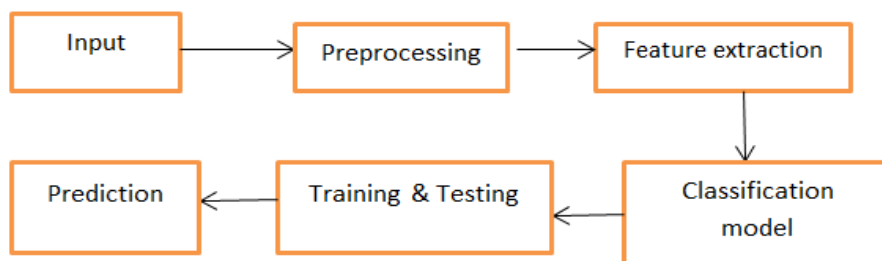 Input
Preprocessing
Feature extraction
Prediction
Training & Testing
Classification
model